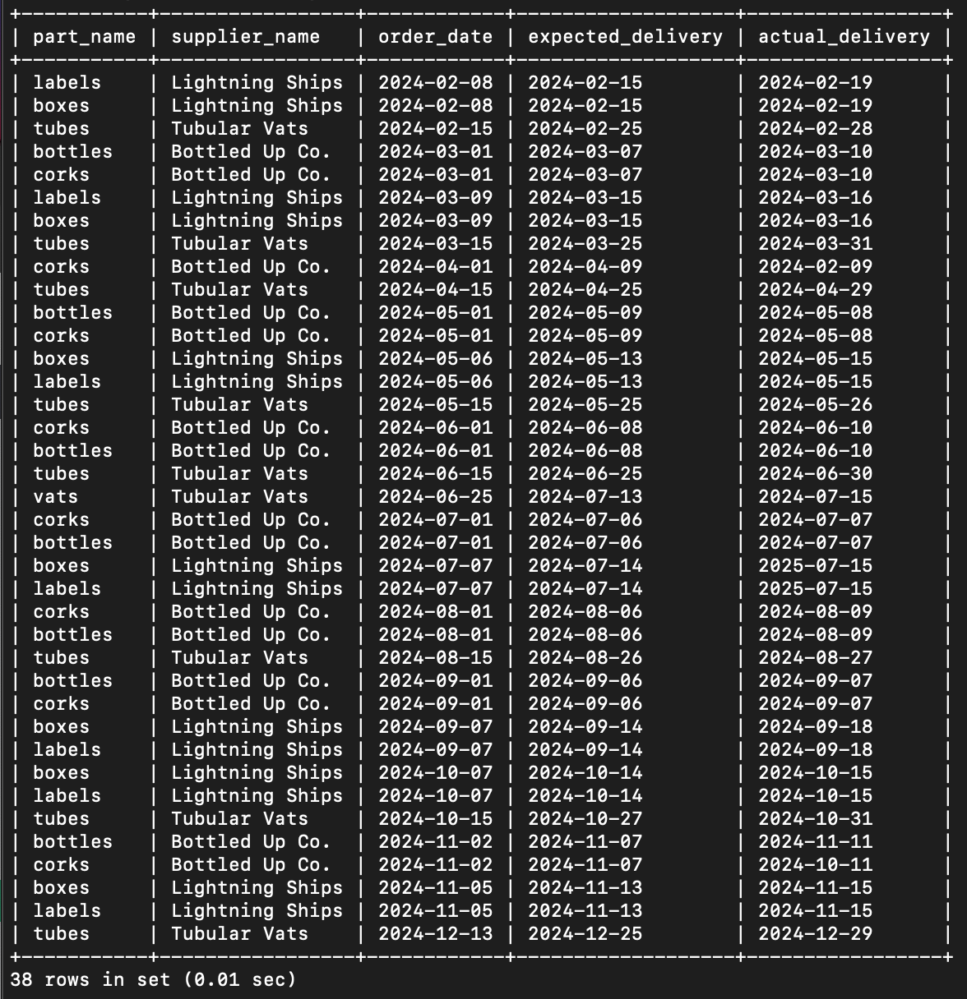 +------------+------------------+-------------+--------------------+------------------+
| part_name | supplier_name | order_date | expected_delivery | actual_delivery |
+------------+------------------+-------------+--------------------+------------------+
| labels | Lightning Ships | 2024-02-08 | 2024-02-15 | 2024-02-19 |
| boxes | Lightning Ships | 2024-02-08 | 2024-02-15 | 2024-02-19 |
| tubes | Tubular Vats | 2024-02-15 | 2024-02-25 | 2024-02-28 |
| bottles | Bottled Up Co. | 2024-03-01 | 2024-03-07 | 2024-03-10 |
| corks | Bottled Up Co. | 2024-03-01 | 2024-03-07 | 2024-03-10 |
| labels | Lightning Ships | 2024-03-09 | 2024-03-15 | 2024-03-16 |
| boxes | Lightning Ships | 2024-03-09 | 2024-03-15 | 2024-03-16 |
| tubes | Tubular Vats | 2024-03-15 | 2024-03-25 | 2024-03-31 |
| corks | Bottled Up Co. | 2024-04-01 | 2024-04-09 | 2024-02-09 |
| tubes | Tubular Vats | 2024-04-15 | 2024-04-25 | 2024-04-29 |
| bottles | Bottled Up Co. | 2024-05-01 | 2024-05-09 | 2024-05-08 |
| corks | Bottled Up Co. | 2024-05-01 | 2024-05-09 | 2024-05-08 |
| boxes | Lightning Ships | 2024-05-06 | 2024-05-13 | 2024-05-15 |
| labels | Lightning Ships | 2024-05-06 | 2024-05-13 | 2024-05-15 |
| tubes | Tubular Vats | 2024-05-15 | 2024-05-25 | 2024-05-26 |
| corks | Bottled Up Co. | 2024-06-01 | 2024-06-08 | 2024-06-10 |
| bottles | Bottled Up Co. | 2024-06-01 | 2024-06-08 | 2024-06-10 |
| tubes | Tubular Vats | 2024-06-15 | 2024-06-25 | 2024-06-30 |
| vats | Tubular Vats | 2024-06-25 | 2024-07-13 | 2024-07-15 |
| corks | Bottled Up Co. | 2024-07-01 | 2024-07-06 | 2024-07-07 |
| bottles | Bottled Up Co. | 2024-07-01 | 2024-07-06 | 2024-07-07 |
| boxes | Lightning Ships | 2024-07-07 | 2024-07-14 | 2025-07-15 |
| labels | Lightning Ships | 2024-07-07 | 2024-07-14 | 2025-07-15 |
| corks | Bottled Up Co. | 2024-08-01 | 2024-08-06 | 2024-08-09 |
| bottles | Bottled Up Co. | 2024-08-01 | 2024-08-06 | 2024-08-09 |
| tubes | Tubular Vats | 2024-08-15 | 2024-08-26 | 2024-08-27 |
| bottles | Bottled Up Co. | 2024-09-01 | 2024-09-06 | 2024-09-07 |
| corks | Bottled Up Co. | 2024-09-01 | 2024-09-06 | 2024-09-07 |
| boxes | Lightning Ships | 2024-09-07 | 2024-09-14 | 2024-09-18 |
| labels | Lightning Ships | 2024-09-07 | 2024-09-14 | 2024-09-18 |
| boxes | Lightning Ships | 2024-10-07 | 2024-10-14 | 2024-10-15 |
| labels | Lightning Ships | 2024-10-07 | 2024-10-14 | 2024-10-15 |
| tubes | Tubular Vats | 2024-10-15 | 2024-10-27 | 2024-10-31 |
| bottles | Bottled Up Co. | 2024-11-02 | 2024-11-07 | 2024-11-11 |
| corks | Bottled Up Co. | 2024-11-02 | 2024-11-07 | 2024-10-11 |
| boxes | Lightning Ships | 2024-11-05 | 2024-11-13 | 2024-11-15 |
| labels | Lightning Ships | 2024-11-05 | 2024-11-13 | 2024-11-15 |
| tubes | Tubular Vats | 2024-12-13 | 2024-12-25 | 2024-12-29 |
+------------+------------------+-------------+--------------------+------------------+
38 rows in set (0.01 sec)